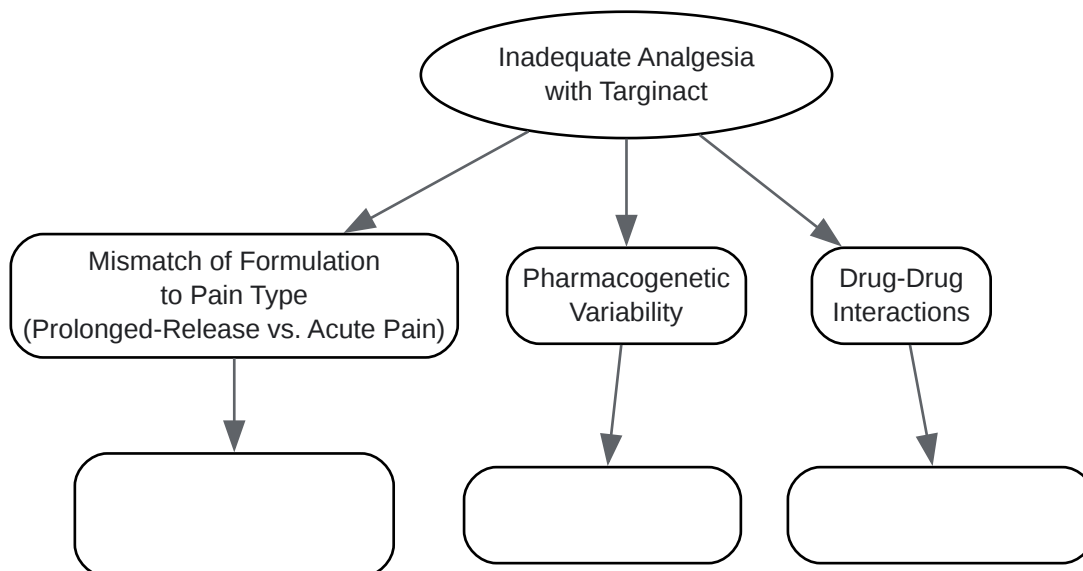 Inadequate Analgesia
with Targinact
Mismatch of Formulation
to Pain Type
(Prolonged-Release vs. Acute Pain)
Pharmacogenetic
Variability
Drug-Drug
Interactions